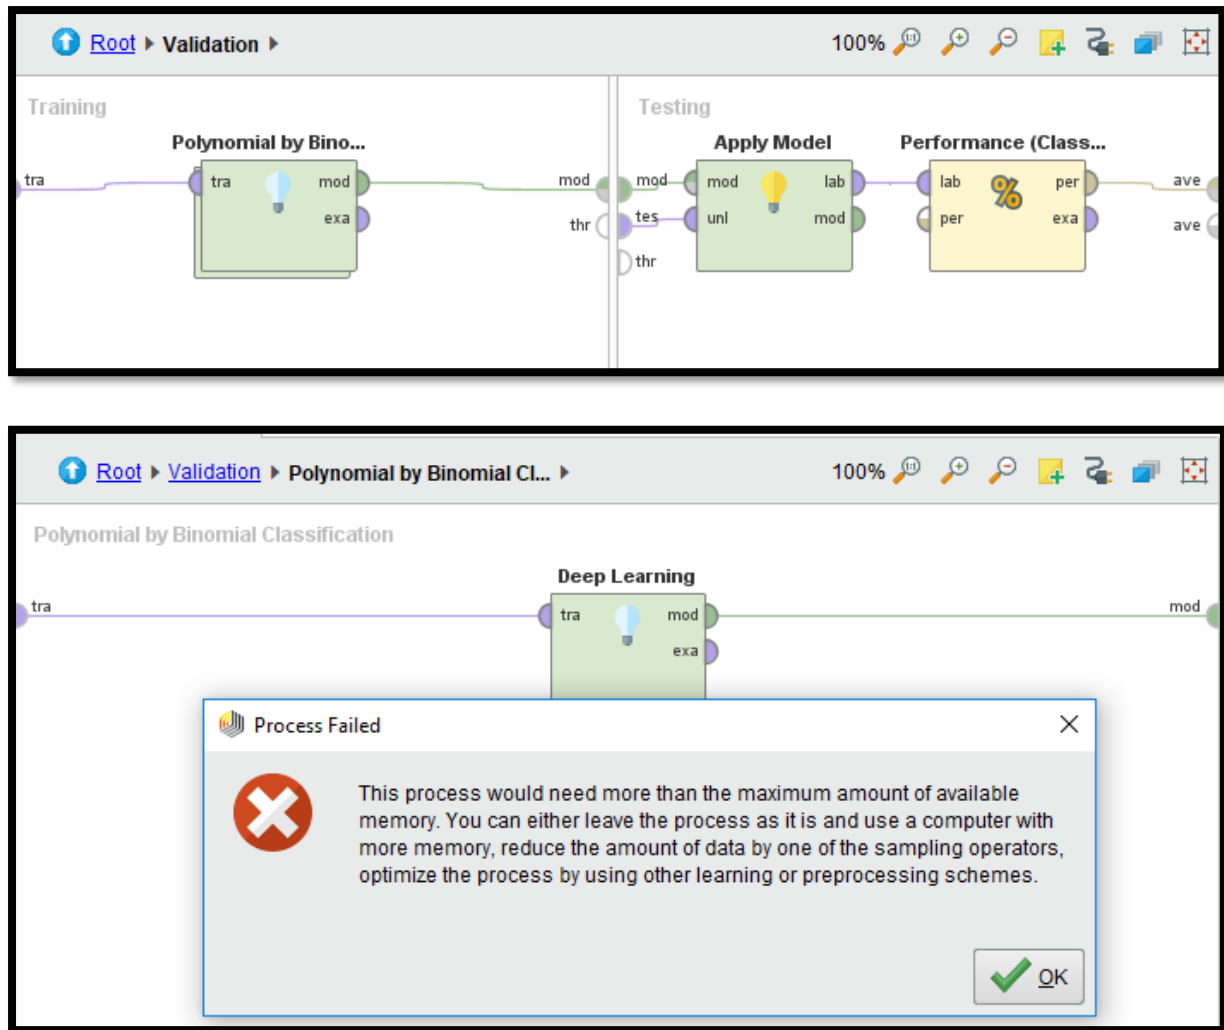 Root Validation 100%
Training
Testing
Polynomial by Bino...
Apply Model
Performance (Class...
tra
tra mod
mod
mod
mod lab
lab per
ave
exa
thr
tes
unl mod
per exa
ave
thr
1:1
%
Root Validation Polynomial by Binomial Cl... 100%
1:1
Polynomial by Binomial Classification
Deep Learning
tra
tra mod
mod
exa
Process Failed
This process would need more than the maximum amount of available
memory. You can either leave the process as it is and use a computer with
more memory, reduce the amount of data by one of the sampling operators,
optimize the process by using other learning or preprocessing schemes.
OK